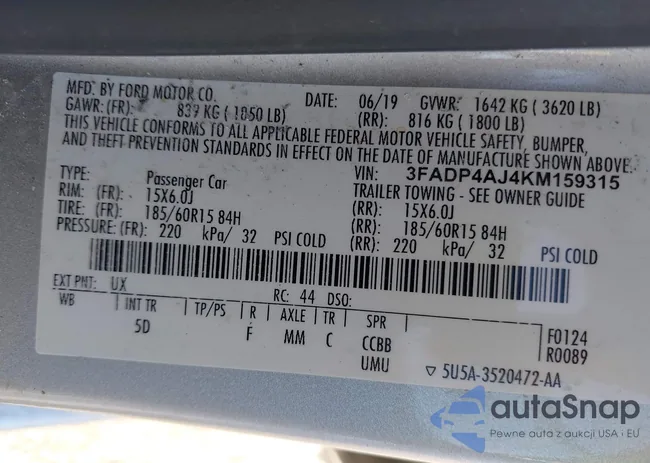 MFD. BY FORD MOTOR CO. DATE: 06/19 GVWR: 1642 KG ( 3620 LB)
GAWR: (FR): 839 KG ( 1850 LB) (RR): 816 KG ( 1800 LB)
THIS VEHICLE CONFORMS TO ALL APPLICABLE FEDERAL MOTOR VEHICLE SAFETY, BUMPER,
AND THEFT PREVENTION STANDARDS IN EFFECT ON THE DATE OF MANUFACTURE SHOWN ABOVE.
VIN: 3FADP4AJ4KM159315
TYPE: Passenger Car TRAILER TOWING - SEE OWNER GUIDE
RIM: (FR): 15X6.0J (RR): 15X6.0J
TIRE: (FR): 185/60R15 84H (RR): 185/60R15 84H
PRESSURE: (FR): 220 kPa/ 32 PSI COLD (RR): 220 kPa/ 32 PSI COLD
EXT PNT: UX RC: 44 DSO:
WB INT TR TP/PS R AXLE TR SPR
5D F MM C CCBB F0124
UMU R0089
5U5A-3520472-AA
autaSnap
Pewne auto z aukcji USA i EU